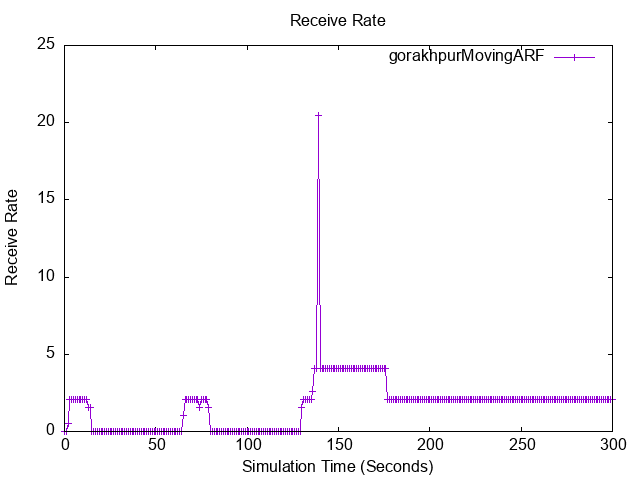 Receive Rate
gorakhpurMovingARF
25
20
15
10
5
0
Receive Rate
0 50 100 150 200 250 300
Simulation Time (Seconds)